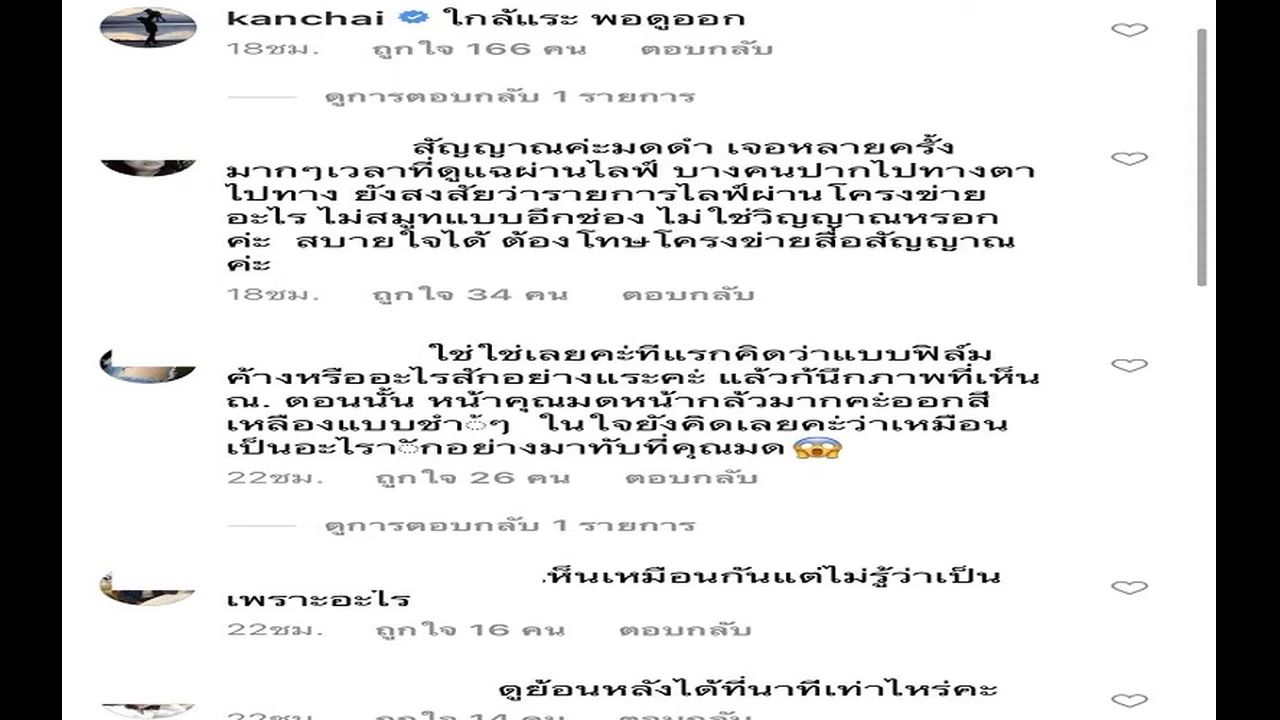 kanchai ใกล้แระ พอดูออก
18ชม. ถูกใจ 166 คน ตอบกลับ
ดูการตอบกลับ 1 รายการ
สัญญาณค่ะมดดำ เจอหลายครั้ง
มากๆเวลาที่ดูแฉผ่านไลฟ์ บางคนปากไปทางตา
ไปทาง ยังสงสัยว่ารายการไลฟ์ผ่านโครงข่าย
อะไร ไม่สมูทแบบอีกช่อง ไม่ใช่วิญญาณหรอก
ค่ะ สบายใจได้ ต้องโทษโครงข่ายสื่อสัญญาณ
ค่ะ
18ชม. ถูกใจ 34 คน ตอบกลับ
ใช่ใช่เลยคะ่ทีแรกคิดว่าแบบฟิล์ม
ค้างหรืออะไรสักอย่างแระคะ่ แล้วก้นึกภาพที่เห็น
ณ. ตอนนั้น หน้าคุณมดหน้ากลัวมากคะ่ออกสี
เหลืองแบบชำ้ๆ ในใจยังคิดเลยคะ่ว่าเหมือน
เป็นอะไราัักอย่างมาทับที่คุณมด 😱
22ชม. ถูกใจ 26 คน ตอบกลับ
ดูการตอบกลับ 1 รายการ
เห็นเหมือนกันแต่ไม่รู้ว่าเป็น
เพราะอะไร
22ชม. ถูกใจ 16 คน ตอบกลับ
ดูย้อนหลังได้ที่นาทีเท่าไหร่คะ
22ชม. ถูกใจ 14 คน ตอบกลับ